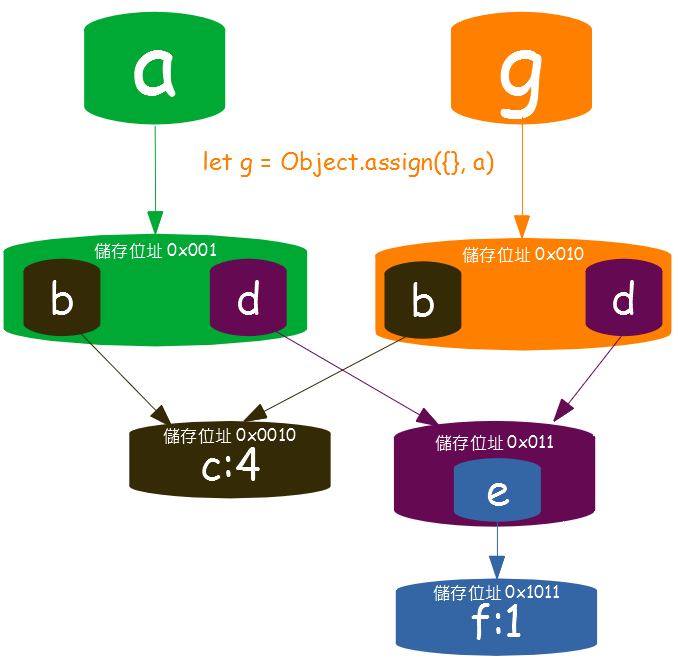 a
g
let g = Object.assign({}, a)
儲存位址 0x001
儲存位址 0x010
b
d
b
d
儲存位址 0x0010
c:4
儲存位址 0x011
e
儲存位址 0x1011
f:1